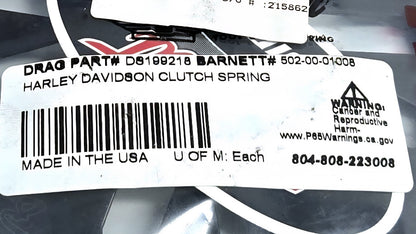 # :215862
DRAG PART# DS199216 BARNETT# 502-00-01008
HARLEY DAVIDSON CLUTCH SPRING
WARNING:
Cancer and
Reproductive
Harm-
www.P65Warnings.ca.gov
MADE IN THE USA U OF M: Each
804-808-223008